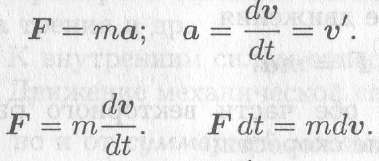 F = ma;  a = dv/dt = v′.
F = m dv/dt.  F dt = mdv.